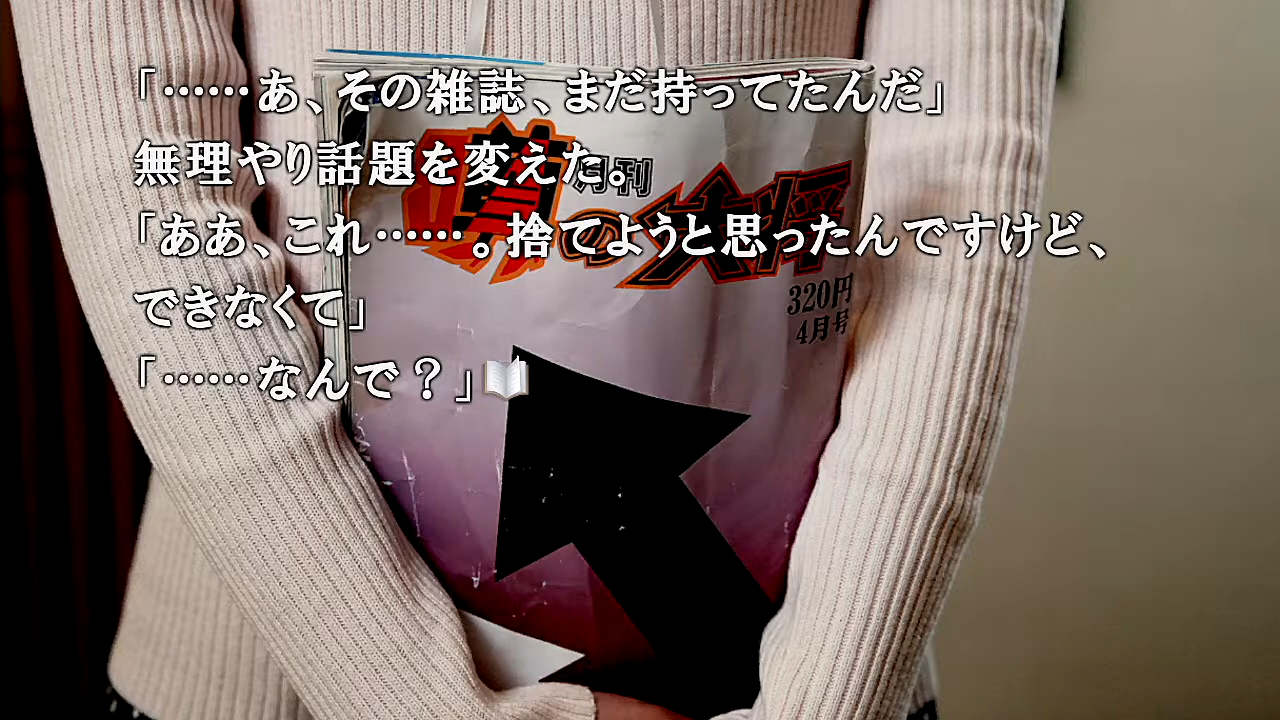 「……あ、その雑誌、まだ持ってたんだ」
無理やり話題を変えた。
「ああ、これ……。捨てようと思ったんですけど、
できなくて」
「……なんで？」
月刊
の大将
320円
4月号